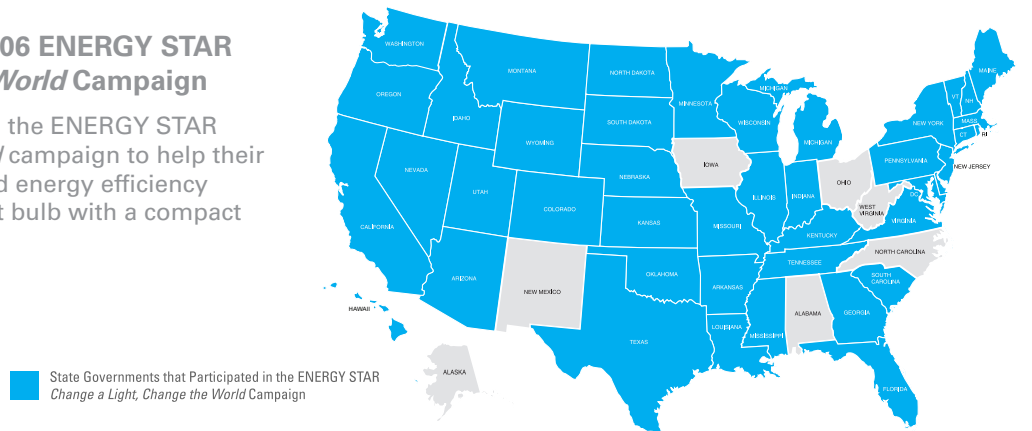 06 ENERGY STAR
World Campaign
the ENERGY STAR
campaign to help their
energy efficiency
bulb with a compact
WASHINGTON
OREGON
CALIFORNIA
NEVADA
IDAHO
MONTANA
WYOMING
UTAH
COLORADO
ARIZONA
NEW MEXICO
NORTH DAKOTA
SOUTH DAKOTA
NEBRASKA
KANSAS
OKLAHOMA
TEXAS
MINNESOTA
IOWA
MISSOURI
ARKANSAS
LOUISIANA
WISCONSIN
ILLINOIS
MICHIGAN
MICHIGAN
INDIANA
OHIO
KENTUCKY
TENNESSEE
MISSISSIPPI
ALABAMA
GEORGIA
FLORIDA
SOUTH
CAROLINA
NORTH CAROLINA
VIRGINIA
WEST
VIRGINIA
DC
PENNSYLVANIA
NEW JERSEY
NEW YORK
CT
RI
MASS
VT
NH
MAINE
HAWAII
ALASKA
State Governments that Participated in the ENERGY STAR
Change a Light, Change the World Campaign